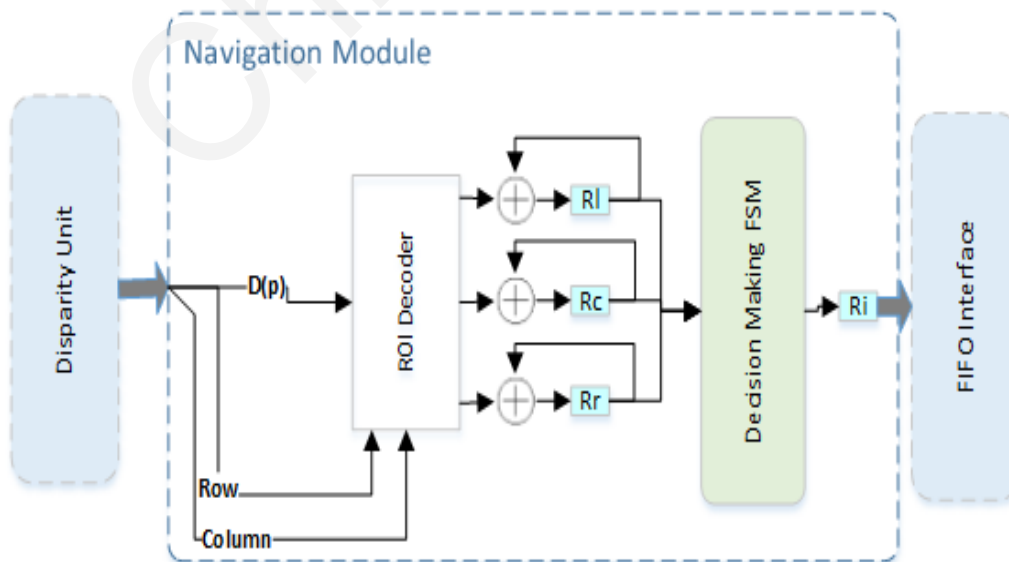 Navigation Module
Disparity Unit
D(p)
Row
Column
ROI Decoder
Rl
Rc
Rr
Decision Making FSM
Ri
FIFO Interface